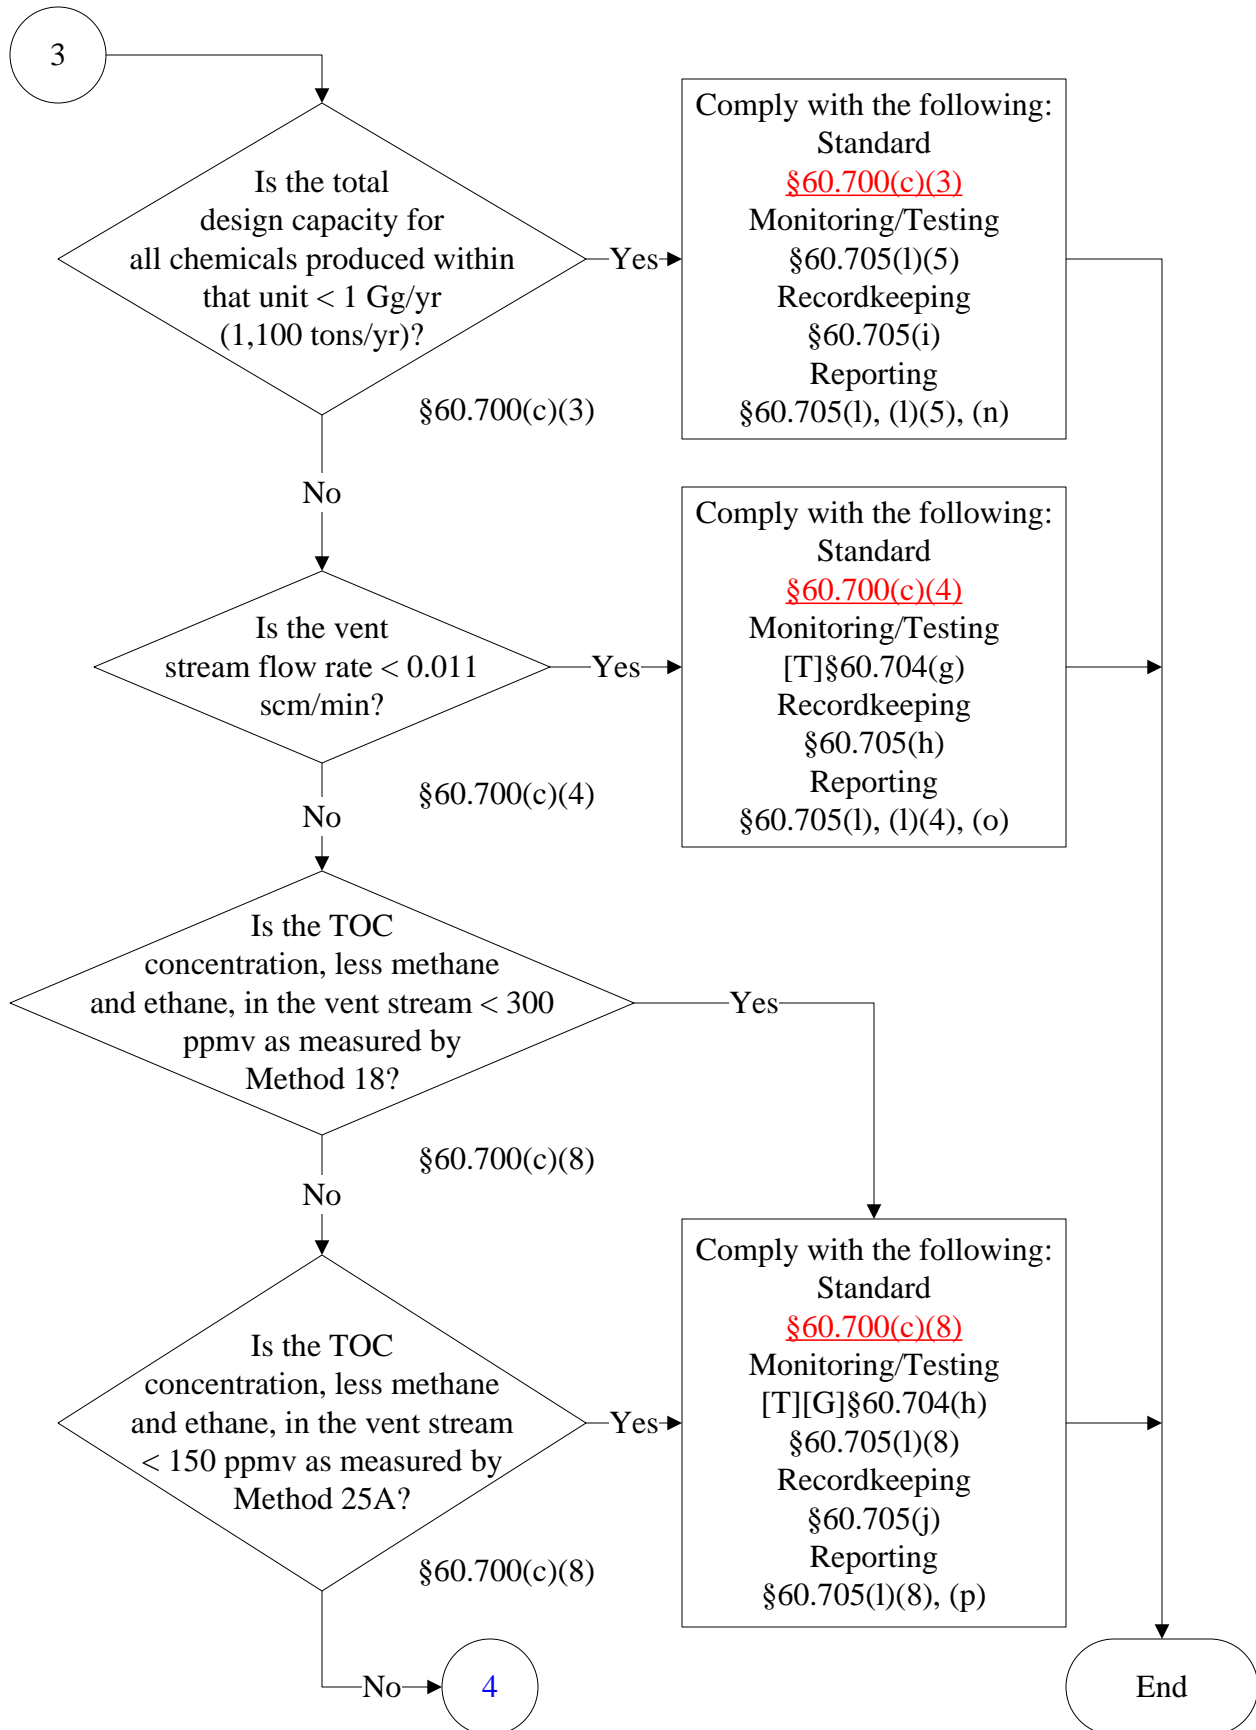 3
Is the total
design capacity for
all chemicals produced within
that unit < 1 Gg/yr
(1,100 tons/yr)?
Yes
§60.700(c)(3)
No
Comply with the following:
Standard
§60.700(c)(3)
Monitoring/Testing
§60.705(l)(5)
Recordkeeping
§60.705(i)
Reporting
§60.705(l), (l)(5), (n)
Is the vent
stream flow rate < 0.011
scm/min?
Yes
§60.700(c)(4)
No
Comply with the following:
Standard
§60.700(c)(4)
Monitoring/Testing
[T]§60.704(g)
Recordkeeping
§60.705(h)
Reporting
§60.705(l), (l)(4), (o)
Is the TOC
concentration, less methane
and ethane, in the vent stream < 300
ppmv as measured by
Method 18?
Yes
§60.700(c)(8)
No
Is the TOC
concentration, less methane
and ethane, in the vent stream
< 150 ppmv as measured by
Method 25A?
Yes
§60.700(c)(8)
No
4
Comply with the following:
Standard
§60.700(c)(8)
Monitoring/Testing
[T][G]§60.704(h)
§60.705(l)(8)
Recordkeeping
§60.705(j)
Reporting
§60.705(l)(8), (p)
End